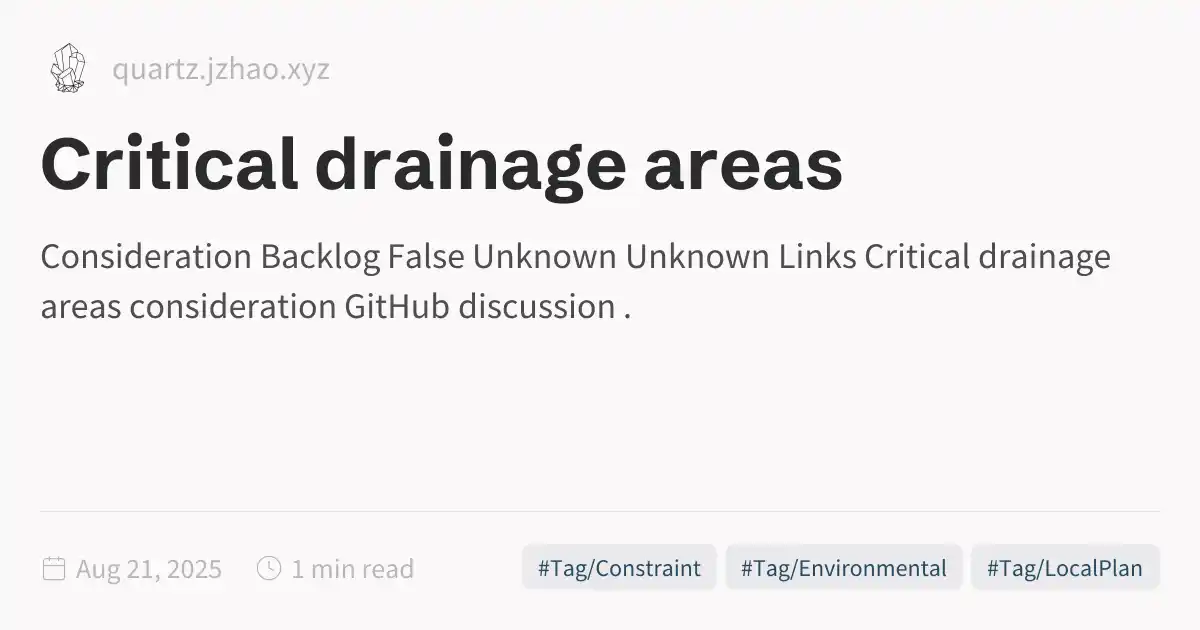 quartz.jzhao.xyz
Critical drainage areas
Consideration Backlog False Unknown Unknown Links Critical drainage
areas consideration GitHub discussion .
Aug 21, 2025 1 min read #Tag/Constraint #Tag/Environmental #Tag/LocalPlan